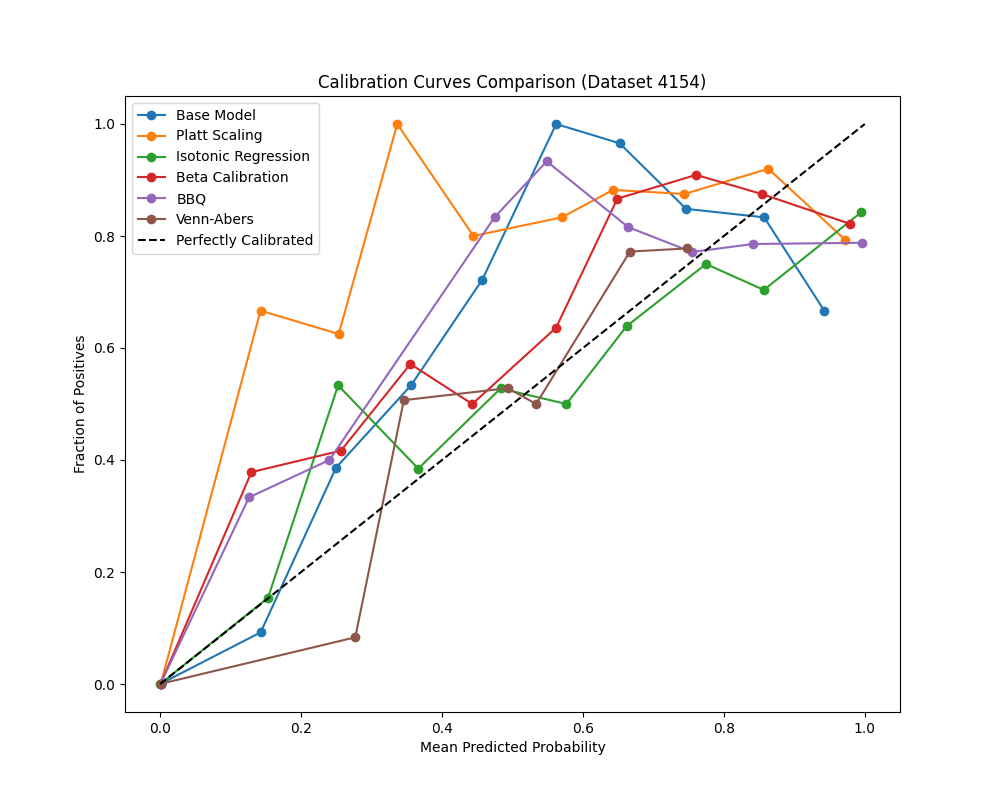 Calibration Curves Comparison (Dataset 4154)
Base Model
Platt Scaling
Isotonic Regression
Beta Calibration
BBQ
Venn-Abers
Perfectly Calibrated
Fraction of Positives
1.0
0.8
0.6
0.4
0.2
0.0
0.0 0.2 0.4 0.6 0.8 1.0
Mean Predicted Probability